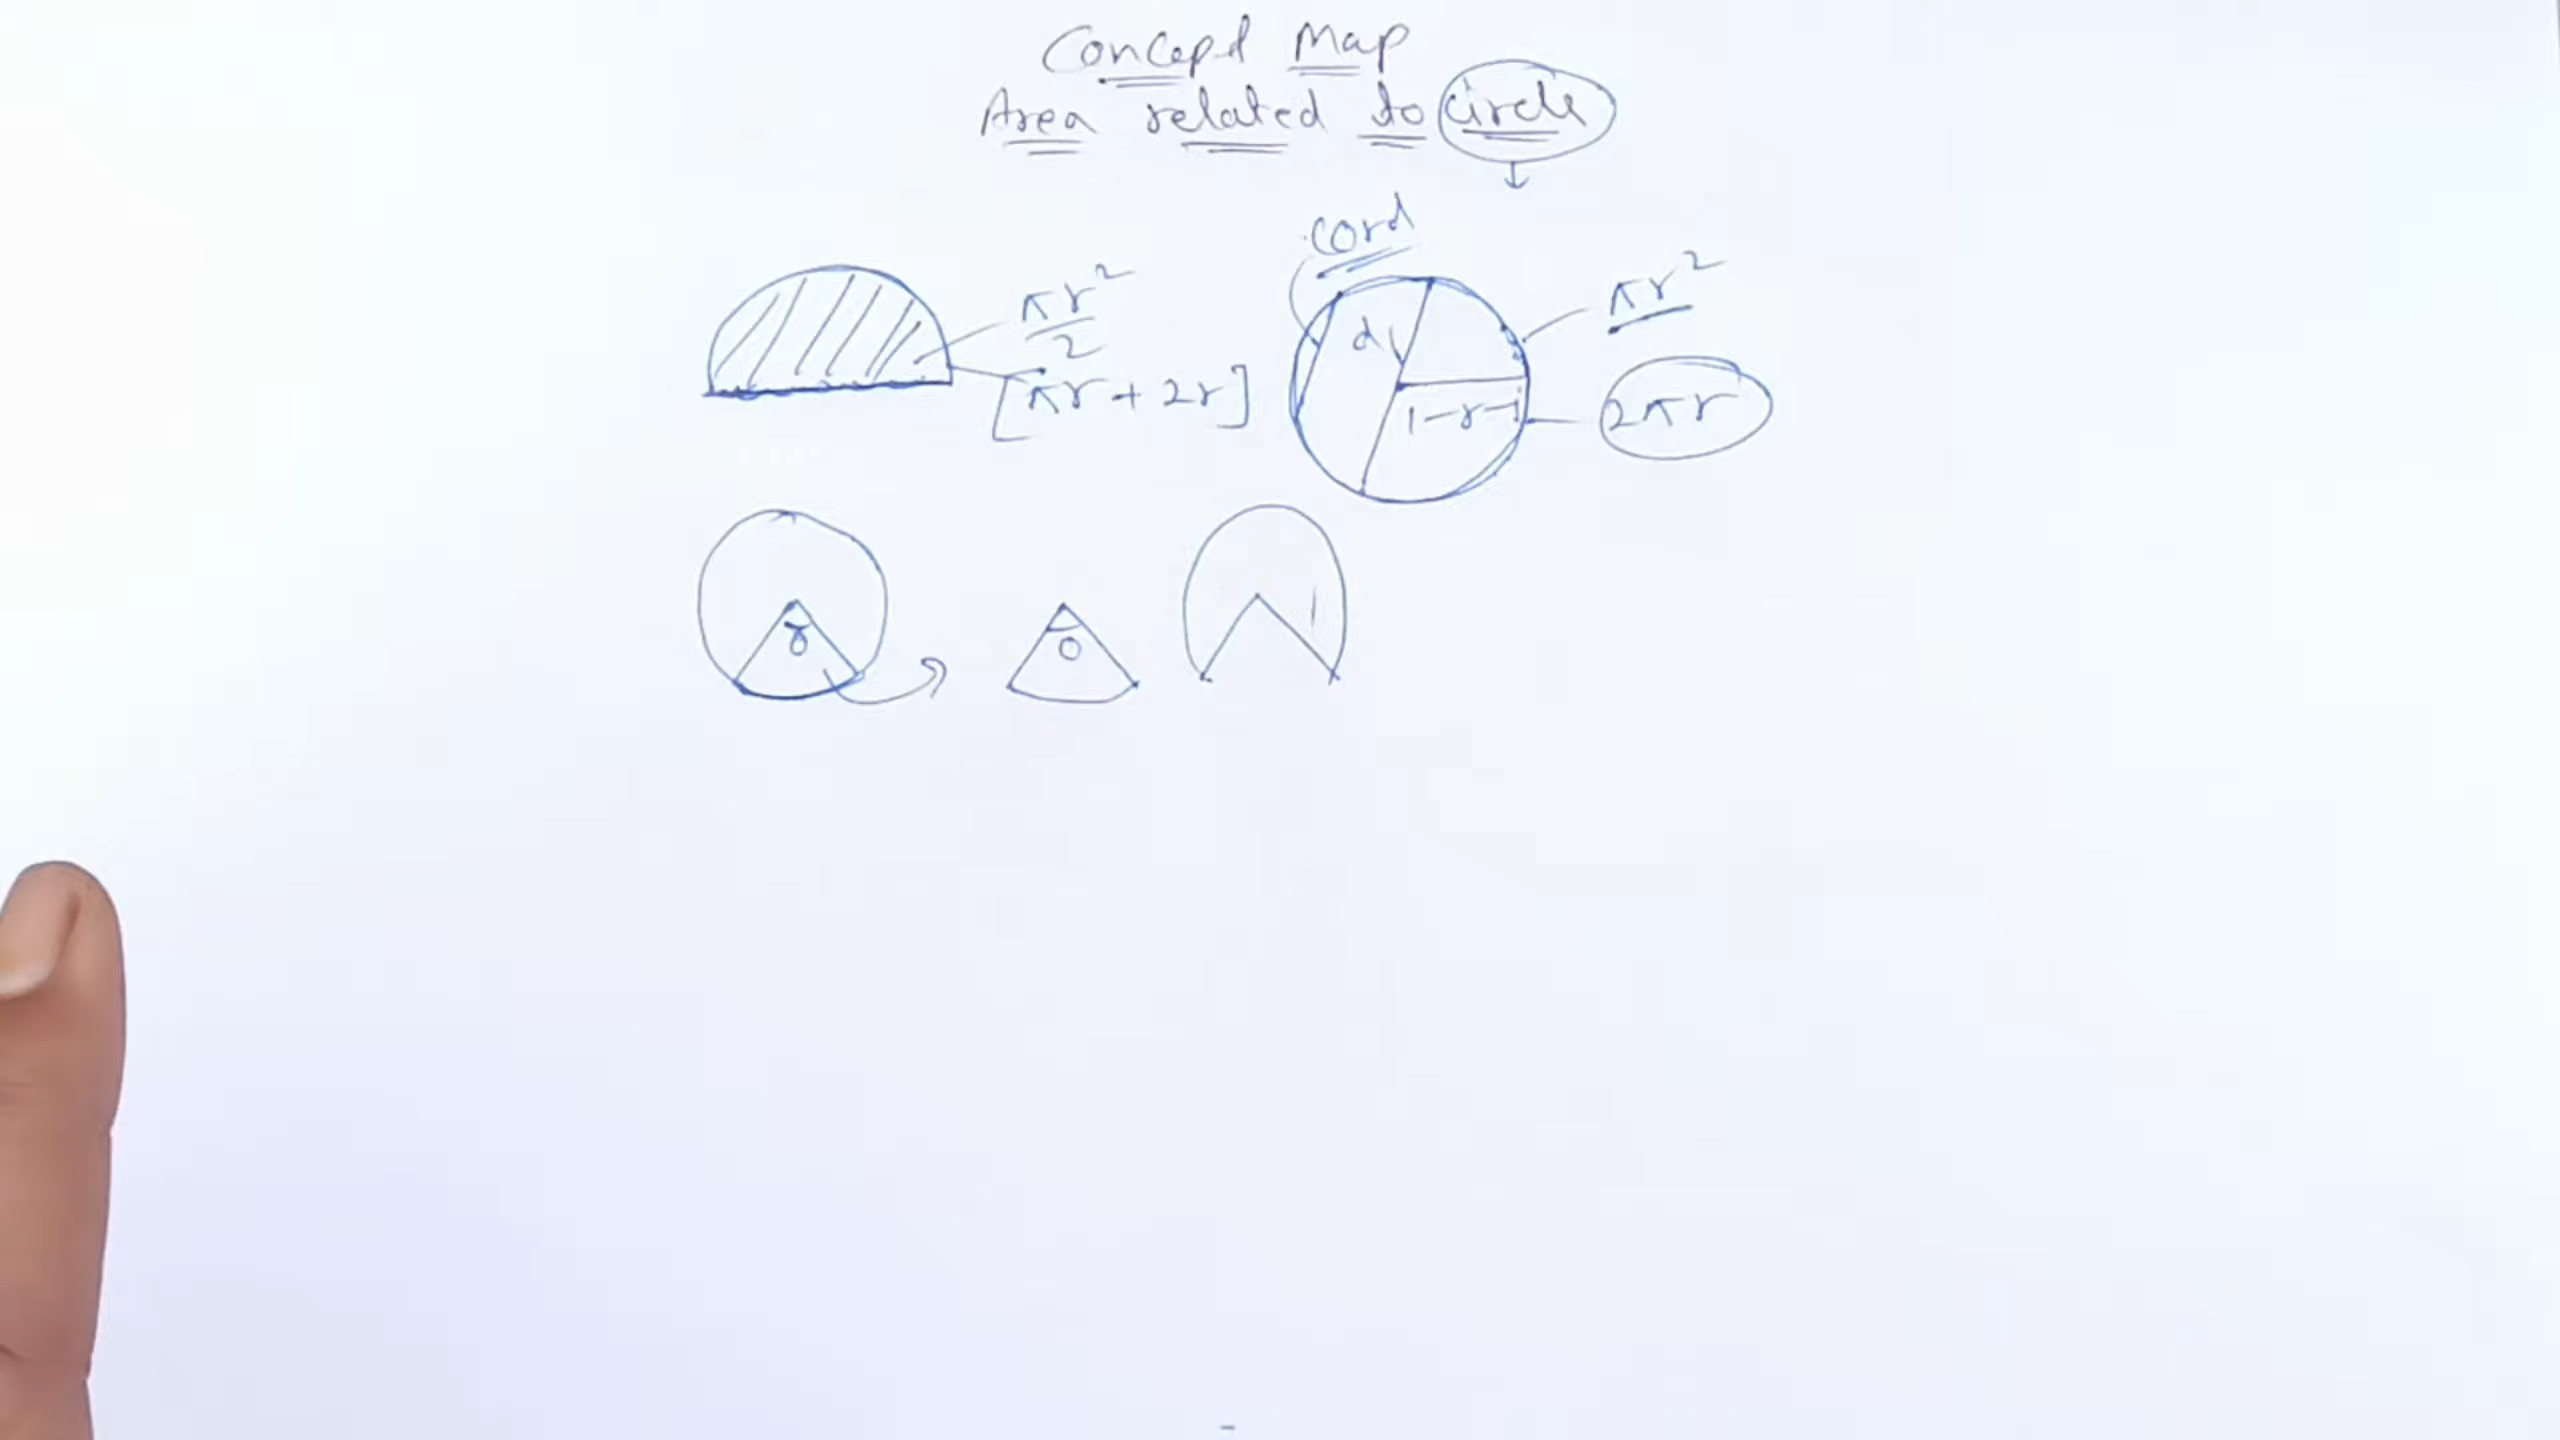 Concept Map
Area related to circle
cord
πr²/2
πr²
d
[πr + 2r]
r
2πr
r
θ